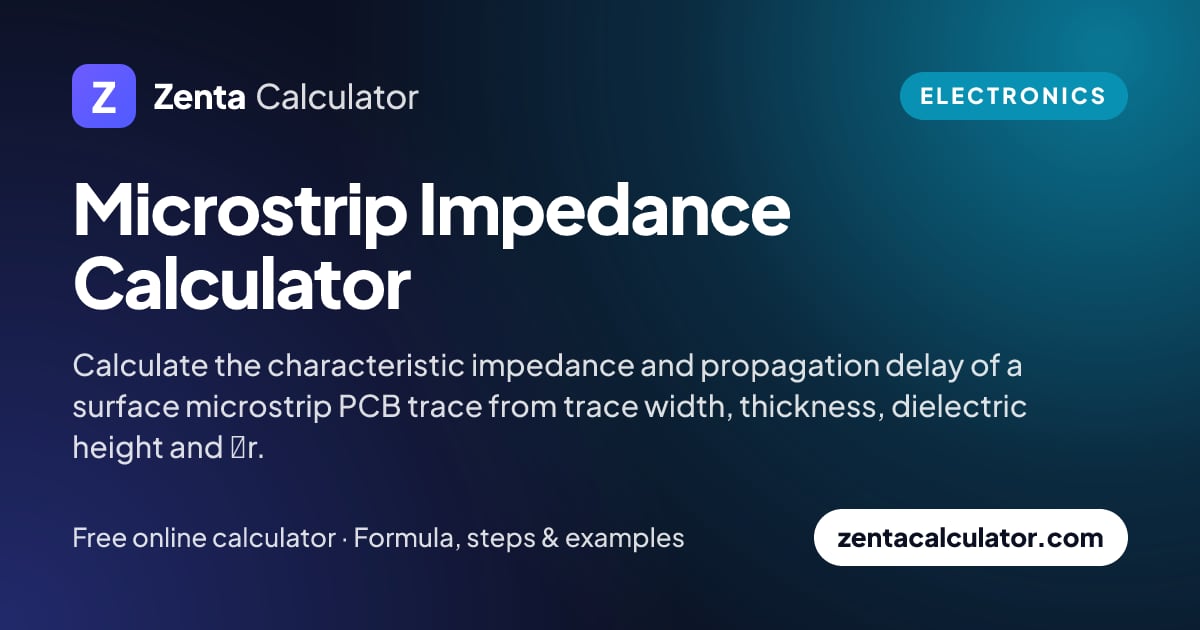 Z Zenta Calculator
ELECTRONICS
Microstrip Impedance
Calculator
Calculate the characteristic impedance and propagation delay of a
surface microstrip PCB trace from trace width, thickness, dielectric
height and r.
Free online calculator · Formula, steps & examples
zentacalculator.com